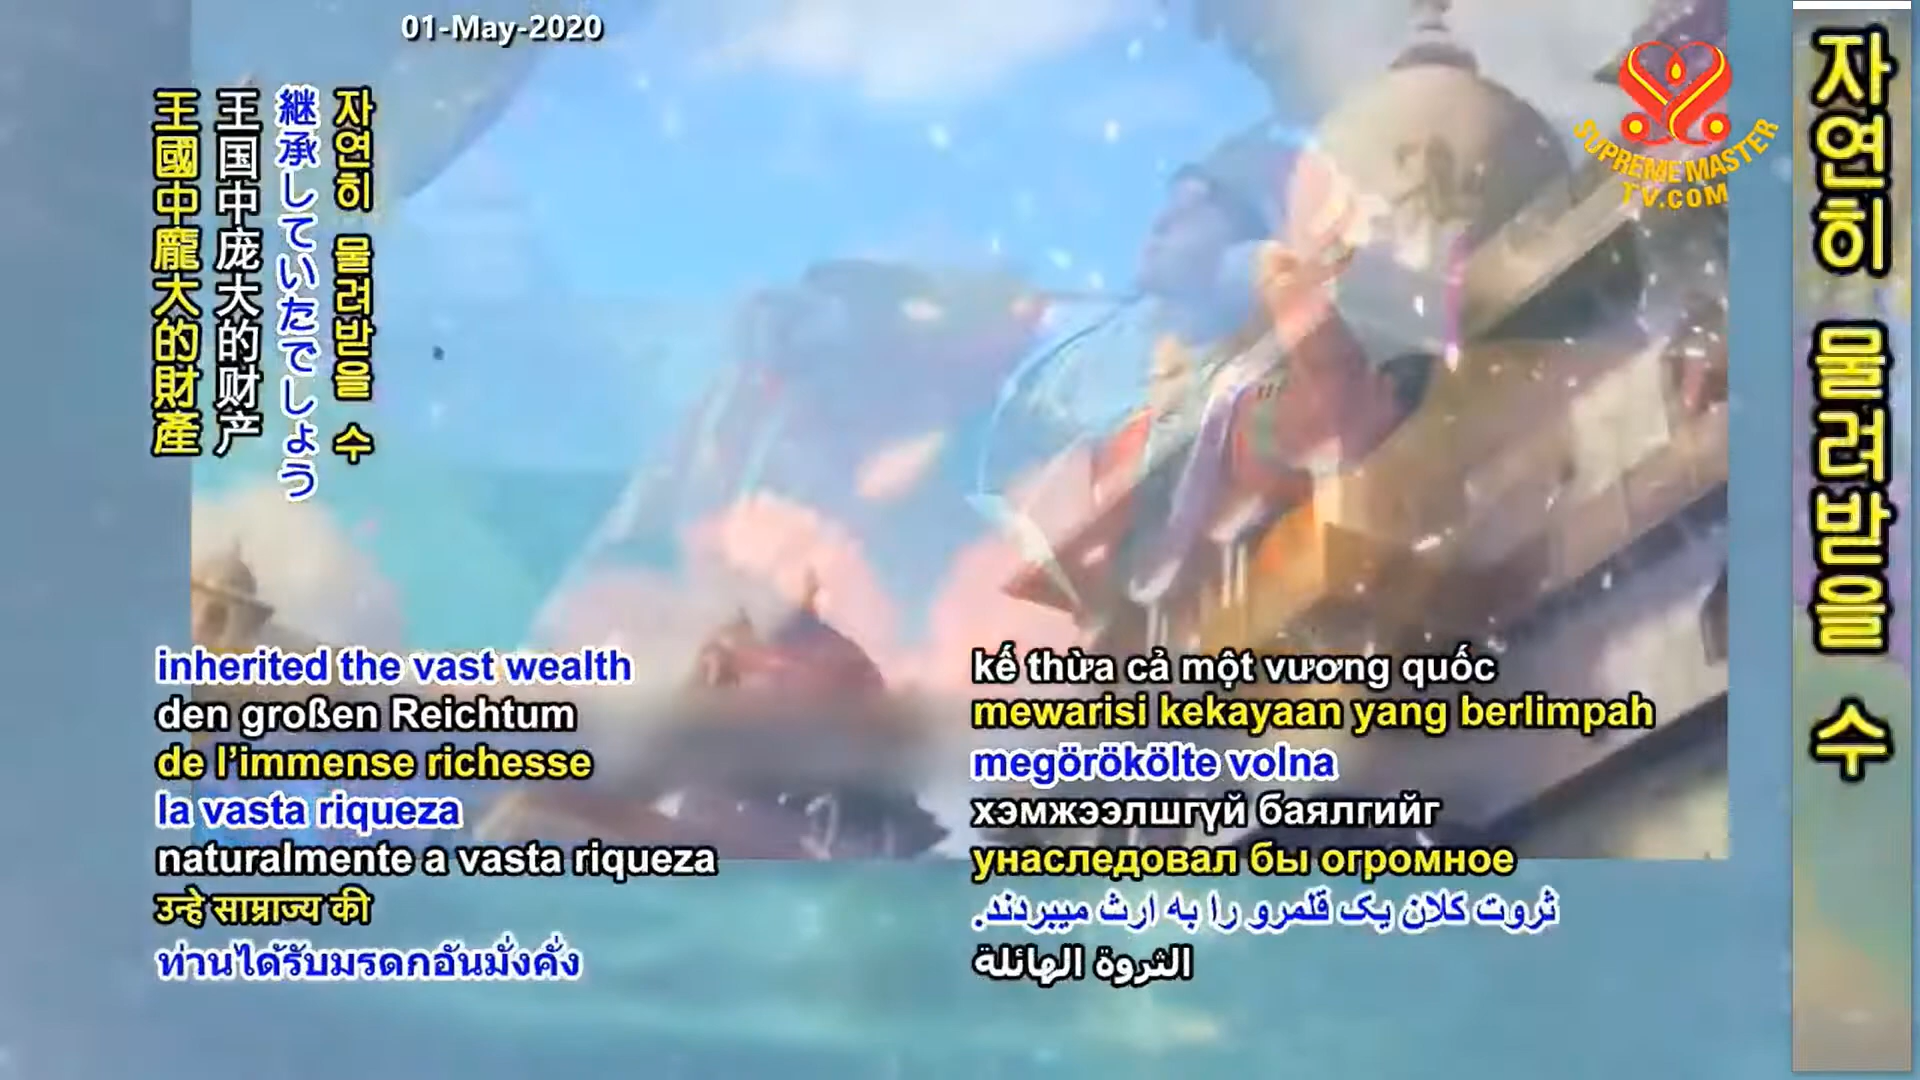 01-May-2020
SUPREME MASTER
TV.COM
자연히 물려받을 수
継承していたでしょう
王国中庞大的财产
王國中龐大的財產
inherited the vast wealth
den großen Reichtum
de l’immense richesse
la vasta riqueza
naturalmente a vasta riqueza
उन्हे साम्राज्य की
ท่านได้รับมรดกอันมั่งคั่ง
kế thừa cả một vương quốc
mewarisi kekayaan yang berlimpah
megörökölte volna
хэмжээлшгүй баялгийг
унаследовал бы огромное
ثروت کلان یک قلمرو را به ارث میبردند.
الثروة الهائلة
자연히 물려받을 수